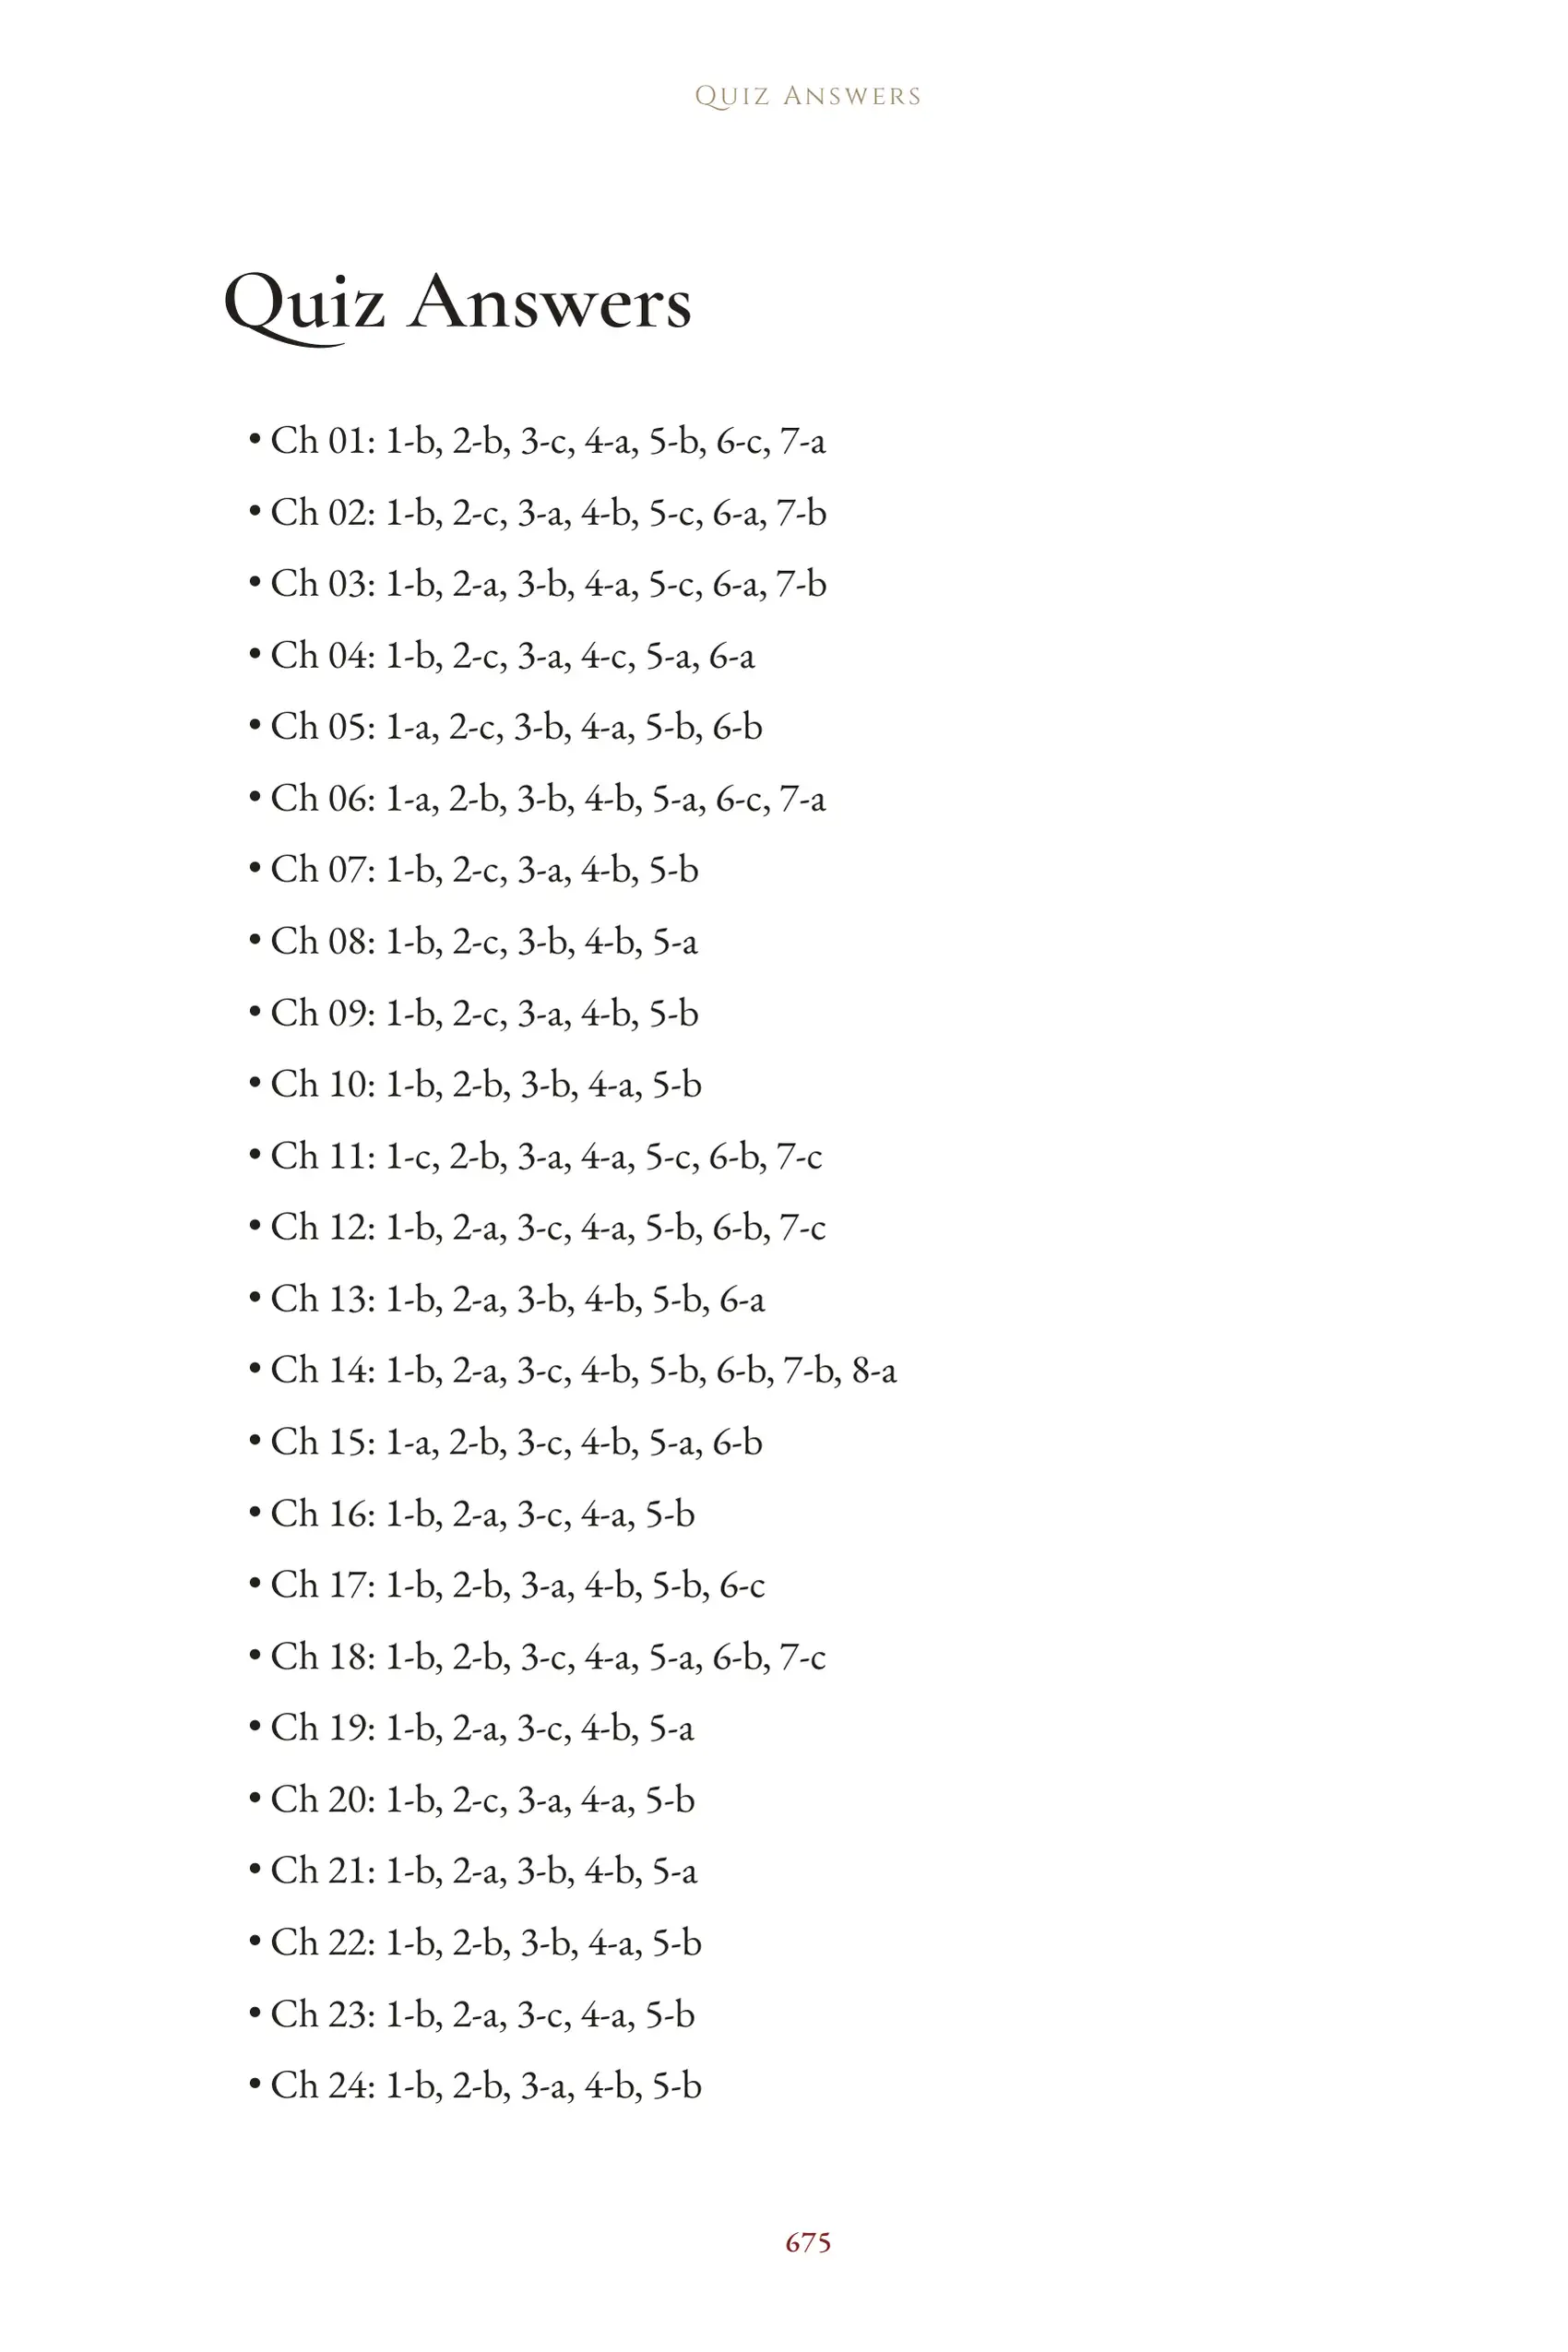 Quiz Answers
Quiz Answers
• Ch 01: 1-b, 2-b, 3-c, 4-a, 5-b, 6-c, 7-a
• Ch 02: 1-b, 2-c, 3-a, 4-b, 5-c, 6-a, 7-b
• Ch 03: 1-b, 2-a, 3-b, 4-a, 5-c, 6-a, 7-b
• Ch 04: 1-b, 2-c, 3-a, 4-c, 5-a, 6-a
• Ch 05: 1-a, 2-c, 3-b, 4-a, 5-b, 6-b
• Ch 06: 1-a, 2-b, 3-b, 4-b, 5-a, 6-c, 7-a
• Ch 07: 1-b, 2-c, 3-a, 4-b, 5-b
• Ch 08: 1-b, 2-c, 3-b, 4-b, 5-a
• Ch 09: 1-b, 2-c, 3-a, 4-b, 5-b
• Ch 10: 1-b, 2-b, 3-b, 4-a, 5-b
• Ch 11: 1-c, 2-b, 3-a, 4-a, 5-c, 6-b, 7-c
• Ch 12: 1-b, 2-a, 3-c, 4-a, 5-b, 6-b, 7-c
• Ch 13: 1-b, 2-a, 3-b, 4-b, 5-b, 6-a
• Ch 14: 1-b, 2-a, 3-c, 4-b, 5-b, 6-b, 7-b, 8-a
• Ch 15: 1-a, 2-b, 3-c, 4-b, 5-a, 6-b
• Ch 16: 1-b, 2-a, 3-c, 4-a, 5-b
• Ch 17: 1-b, 2-b, 3-a, 4-b, 5-b, 6-c
• Ch 18: 1-b, 2-b, 3-c, 4-a, 5-a, 6-b, 7-c
• Ch 19: 1-b, 2-a, 3-c, 4-b, 5-a
• Ch 20: 1-b, 2-c, 3-a, 4-a, 5-b
• Ch 21: 1-b, 2-a, 3-b, 4-b, 5-a
• Ch 22: 1-b, 2-b, 3-b, 4-a, 5-b
• Ch 23: 1-b, 2-a, 3-c, 4-a, 5-b
• Ch 24: 1-b, 2-b, 3-a, 4-b, 5-b
675